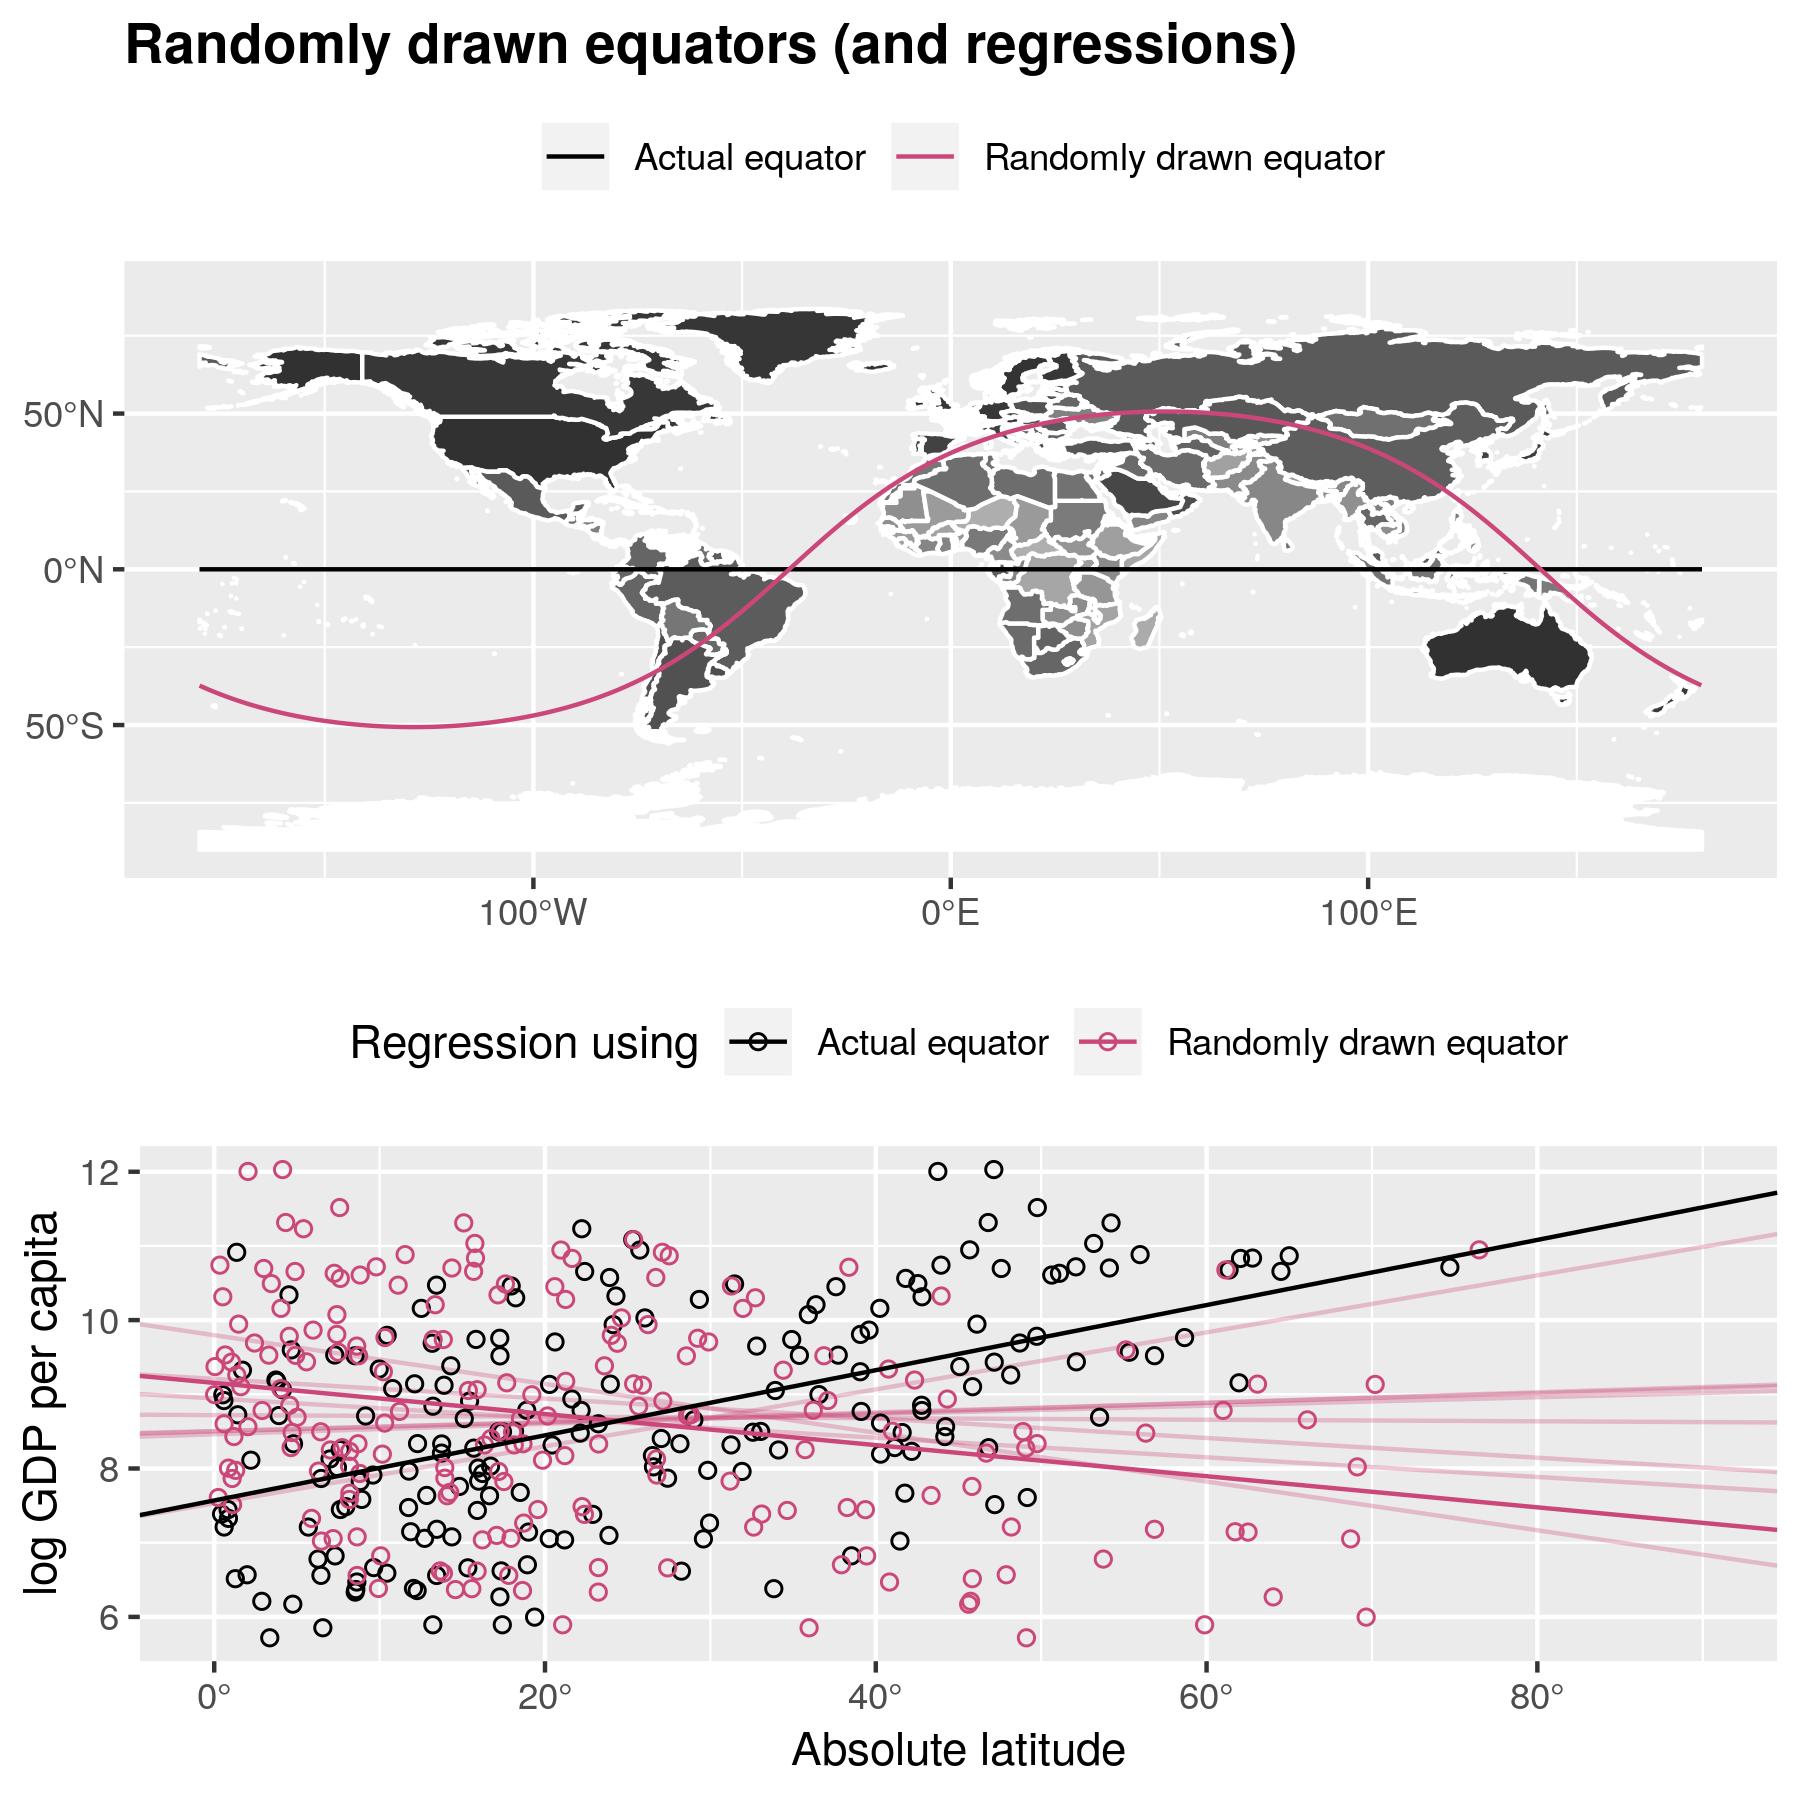 Randomly drawn equators (and regressions)
Actual equator Randomly drawn equator
50°N
0°N
50°S
100°W 0°E 100°E
Regression using Actual equator Randomly drawn equator
log GDP per capita
12
10
8
6
0° 20° 40° 60° 80°
Absolute latitude